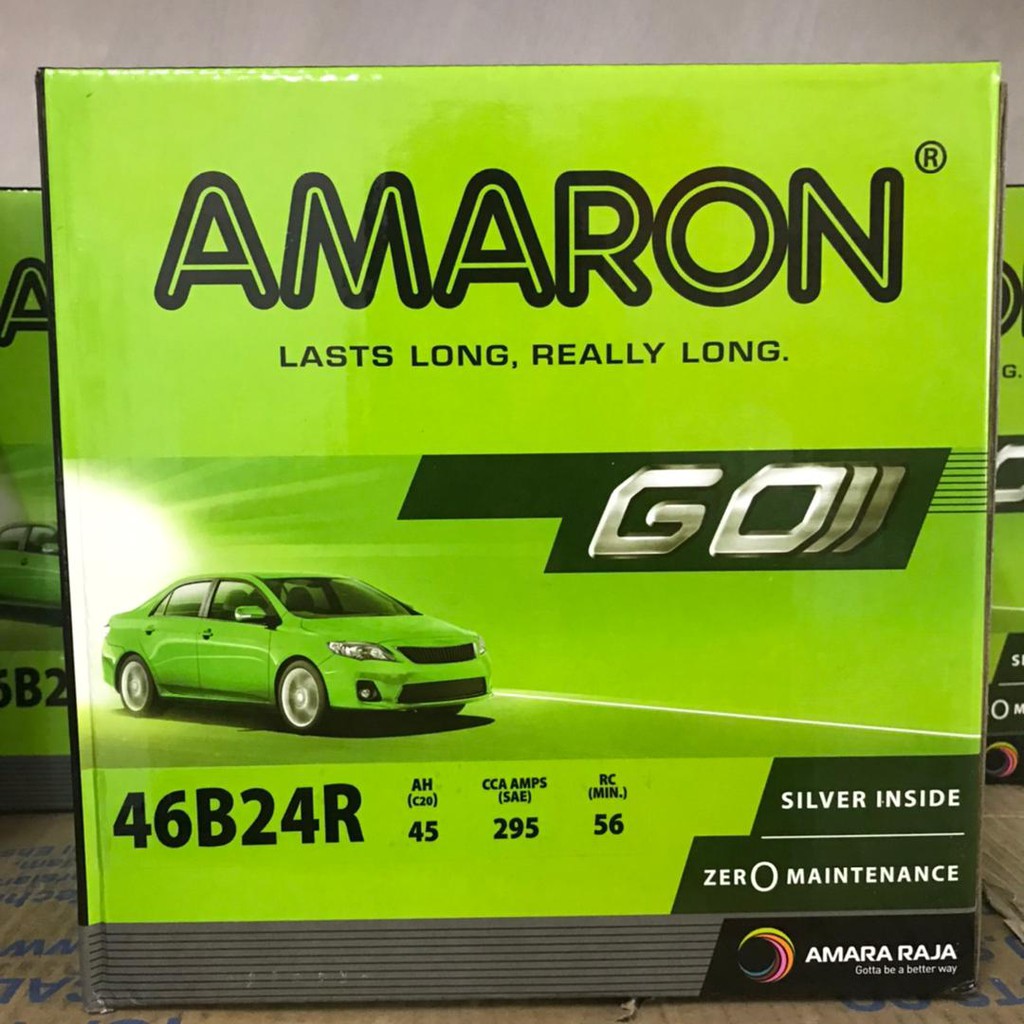 AMARON®
LASTS LONG, REALLY LONG.
GO
46B24R
AH
(C20)
45
CCA AMPS
(SAE)
295
RC
(MIN.)
56
SILVER INSIDE
ZERO MAINTENANCE
AMARA RAJA
Gotta be a better way